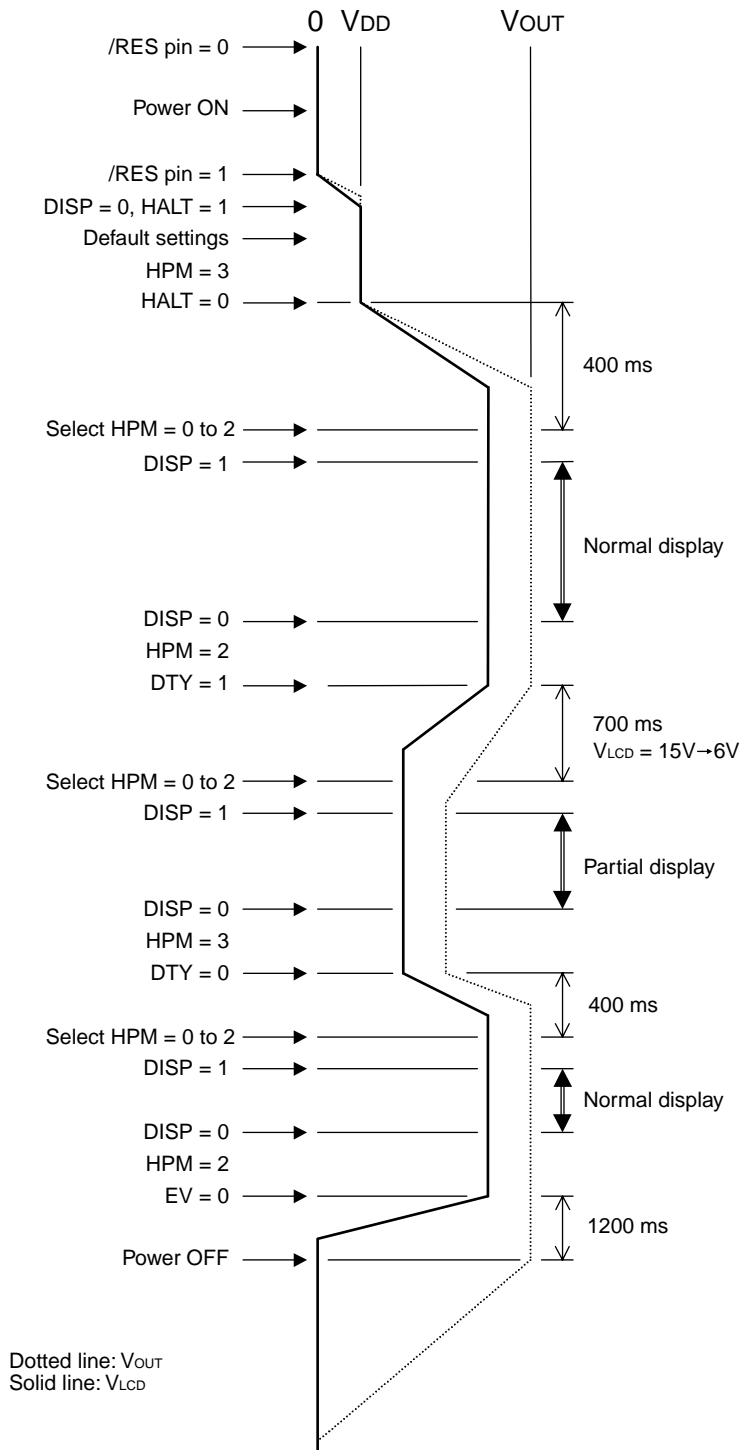 0 VDD VOUT
/RES pin = 0
Power ON
/RES pin = 1
DISP = 0, HALT = 1
Default settings
HPM = 3
HALT = 0
400 ms
Select HPM = 0 to 2
DISP = 1
Normal display
DISP = 0
HPM = 2
DTY = 1
700 ms
VLCD = 15V→6V
Select HPM = 0 to 2
DISP = 1
Partial display
DISP = 0
HPM = 3
DTY = 0
400 ms
Select HPM = 0 to 2
DISP = 1
Normal display
DISP = 0
HPM = 2
EV = 0
1200 ms
Power OFF
Dotted line: VOUT
Solid line: VLCD